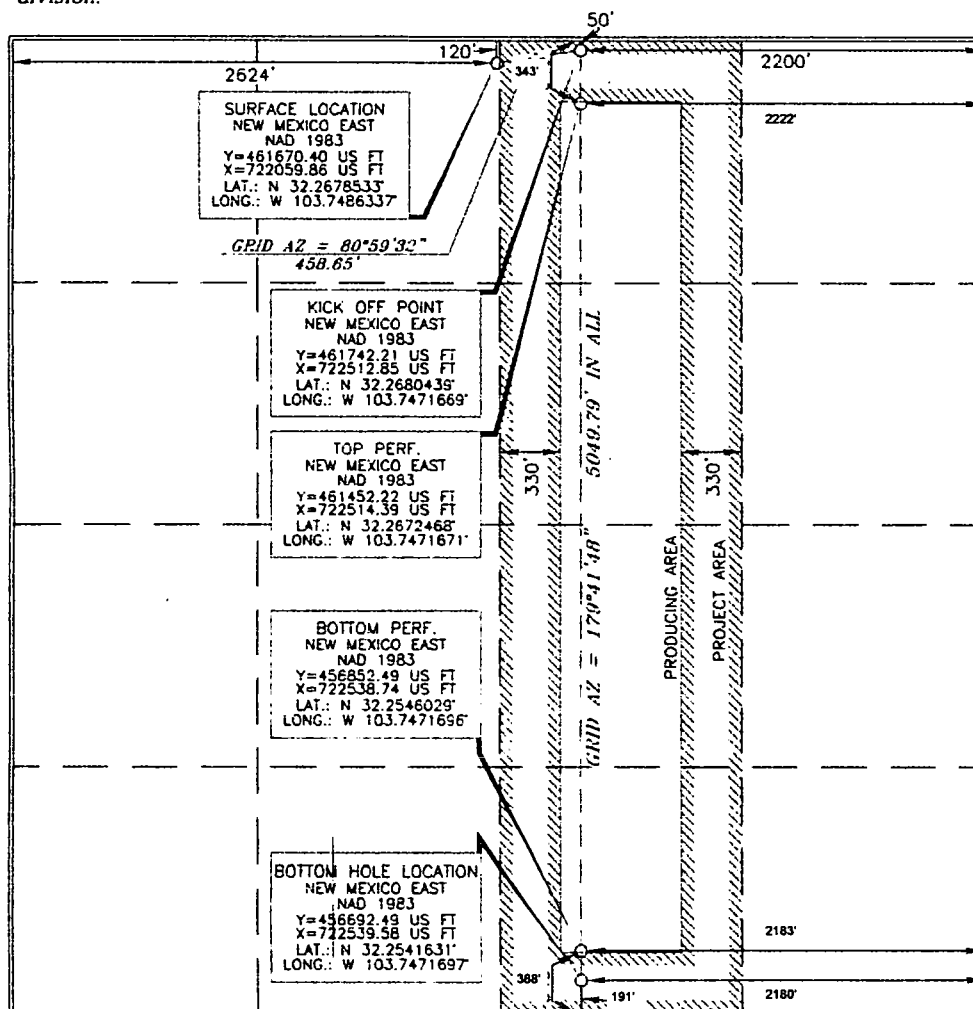 division.
50'
120'
2624'
343'
2200'
2222'
SURFACE LOCATION
NEW MEXICO EAST
NAD 1983
Y=461670.40 US FT
X=722059.86 US FT
LAT.: N 32.2678533°
LONG.: W 103.7486337°
GRID AZ = 80°59'32"
458.65'
KICK OFF POINT
NEW MEXICO EAST
NAD 1983
Y=461742.21 US FT
X=722512.85 US FT
LAT.: N 32.2680439°
LONG.: W 103.7471669°
TOP PERF.
NEW MEXICO EAST
NAD 1983
Y=461452.22 US FT
X=722514.39 US FT
LAT.: N 32.2672468°
LONG.: W 103.7471671°
330'
GRID AZ = 179°41'48" 5049.79' IN ALL
330'
PRODUCING AREA
PROJECT AREA
BOTTOM PERF.
NEW MEXICO EAST
NAD 1983
Y=456852.49 US FT
X=722538.74 US FT
LAT.: N 32.2546029°
LONG.: W 103.7471696°
BOTTOM HOLE LOCATION
NEW MEXICO EAST
NAD 1983
Y=456692.49 US FT
X=722539.58 US FT
LAT.: N 32.2541631°
LONG.: W 103.7471697°
2183'
388'
191'
2180'